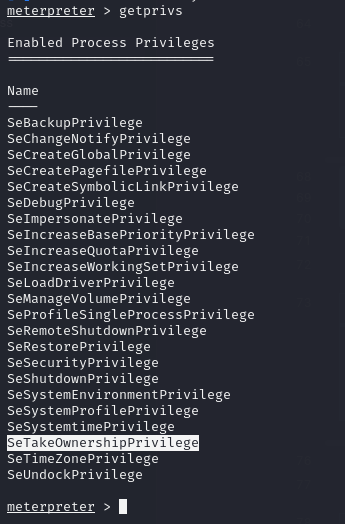 meterpreter > getprivs
Enabled Process Privileges
==========================
Name
----
SeBackupPrivilege
SeChangeNotifyPrivilege
SeCreateGlobalPrivilege
SeCreatePagefilePrivilege
SeCreateSymbolicLinkPrivilege
SeDebugPrivilege
SeImpersonatePrivilege
SeIncreaseBasePriorityPrivilege
SeIncreaseQuotaPrivilege
SeIncreaseWorkingSetPrivilege
SeLoadDriverPrivilege
SeManageVolumePrivilege
SeProfileSingleProcessPrivilege
SeRemoteShutdownPrivilege
SeRestorePrivilege
SeSecurityPrivilege
SeShutdownPrivilege
SeSystemEnvironmentPrivilege
SeSystemProfilePrivilege
SeSystemtimePrivilege
SeTakeOwnershipPrivilege
SeTimeZonePrivilege
SeUndockPrivilege
meterpreter >